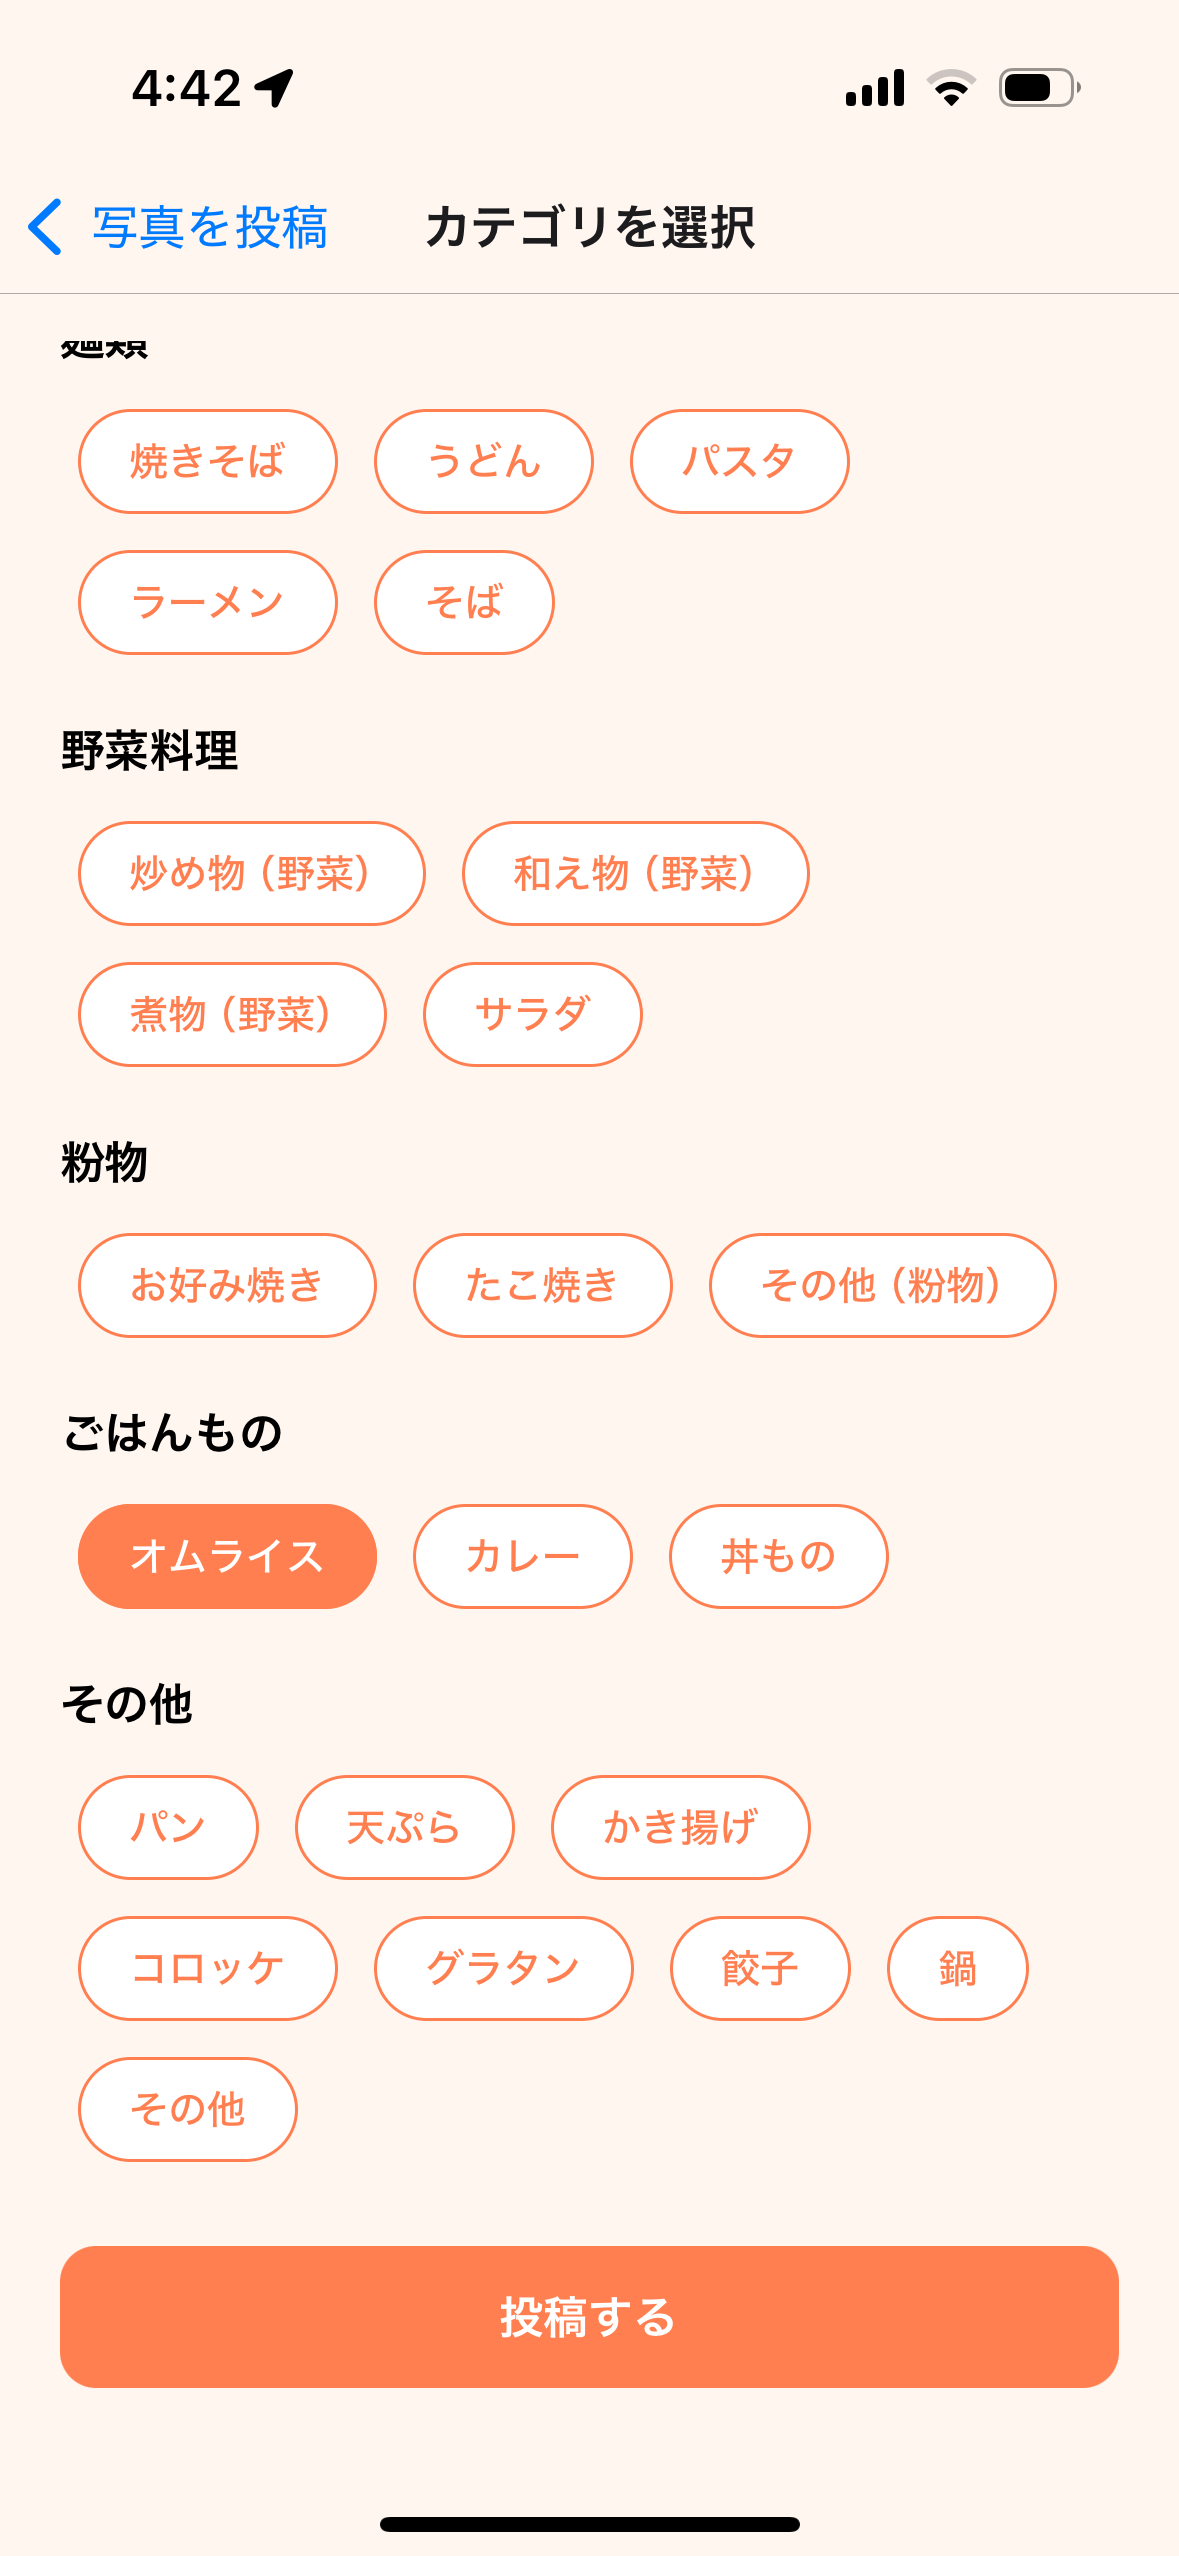 4:42
写真を投稿 カテゴリを選択
麺類
焼きそば うどん パスタ
ラーメン そば
野菜料理
炒め物（野菜） 和え物（野菜）
煮物（野菜） サラダ
粉物
お好み焼き たこ焼き その他（粉物）
ごはんもの
オムライス カレー 丼もの
その他
パン 天ぷら かき揚げ
コロッケ グラタン 餃子 鍋
その他
投稿する